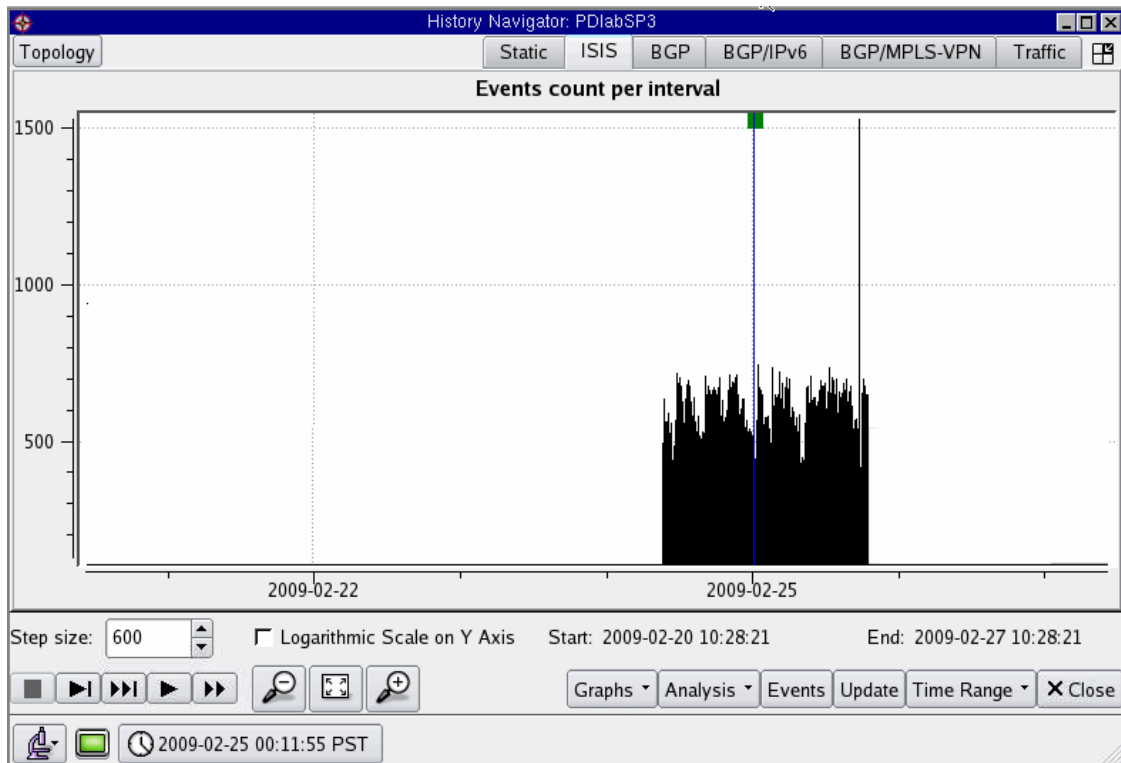 History Navigator: PDlabSP3
Topology Static ISIS BGP BGP/IPv6 BGP/MPLS-VPN Traffic
Events count per interval
1500
1000
500
2009-02-22 2009-02-25
Step size: 600 Logarithmic Scale on Y Axis Start: 2009-02-20 10:28:21 End: 2009-02-27 10:28:21
Graphs Analysis Events Update Time Range Close
2009-02-25 00:11:55 PST